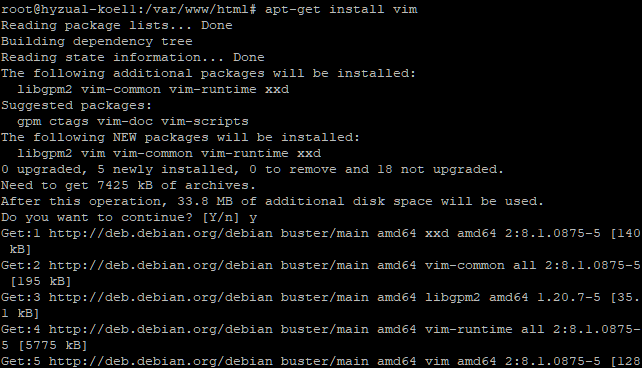 root@hyzual-koel1:/var/www/html# apt-get install vim
Reading package lists... Done
Building dependency tree
Reading state information... Done
The following additional packages will be installed:
  libgpm2 vim-common vim-runtime xxd
Suggested packages:
  gpm ctags vim-doc vim-scripts
The following NEW packages will be installed:
  libgpm2 vim vim-common vim-runtime xxd
0 upgraded, 5 newly installed, 0 to remove and 18 not upgraded.
Need to get 7425 kB of archives.
After this operation, 33.8 MB of additional disk space will be used.
Do you want to continue? [Y/n] y
Get:1 http://deb.debian.org/debian buster/main amd64 xxd amd64 2:8.1.0875-5 [140
 kB]
Get:2 http://deb.debian.org/debian buster/main amd64 vim-common all 2:8.1.0875-5
 [195 kB]
Get:3 http://deb.debian.org/debian buster/main amd64 libgpm2 amd64 1.20.7-5 [35.
1 kB]
Get:4 http://deb.debian.org/debian buster/main amd64 vim-runtime all 2:8.1.0875-
5 [5775 kB]
Get:5 http://deb.debian.org/debian buster/main amd64 vim amd64 2:8.1.0875-5 [128